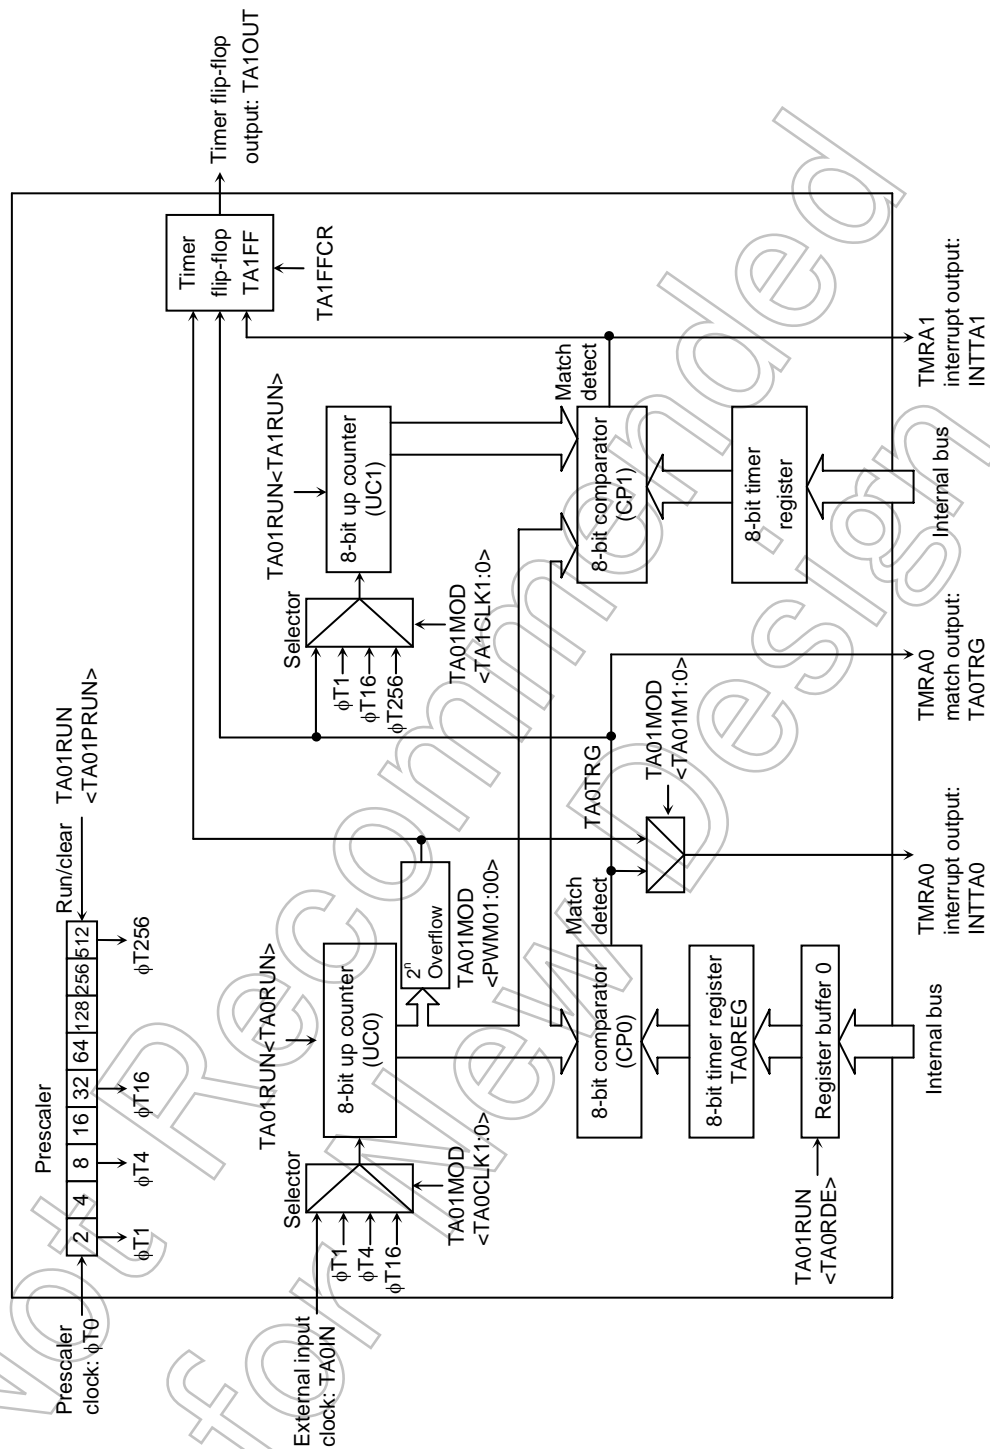 Prescaler
Prescaler
clock: ϕT0
2 4 8 16 32 64 128 256 512
Run/clear
TA01RUN
<TA01PRUN>
ϕT1
ϕT4
ϕT16
ϕT256
External input
clock: TA0IN
ϕT1
ϕT4
ϕT16
Selector
TA01MOD
<TA0CLK1:0>
TA01RUN<TA0RUN>
8-bit up counter
(UC0)
2n
Overflow
TA01MOD
<PWM01:00>
Selector
ϕT1
ϕT16
ϕT256
TA01MOD
<TA1CLK1:0>
TA01RUN<TA1RUN>
8-bit up counter
(UC1)
Timer
flip-flop
TA1FF
TA1FFCR
Timer flip-flop
output: TA1OUT
8-bit comparator
(CP0)
Match
detect
TA0TRG
TA01MOD
<TA01M1:0>
8-bit comparator
(CP1)
Match
detect
8-bit timer register
TA0REG
Register buffer 0
TA01RUN
<TA0RDE>
8-bit timer
register
Internal bus
TMRA0
interrupt output:
INTTA0
TMRA0
match output:
TA0TRG
Internal bus
TMRA1
interrupt output:
INTTA1
Not Recommended
for New Design